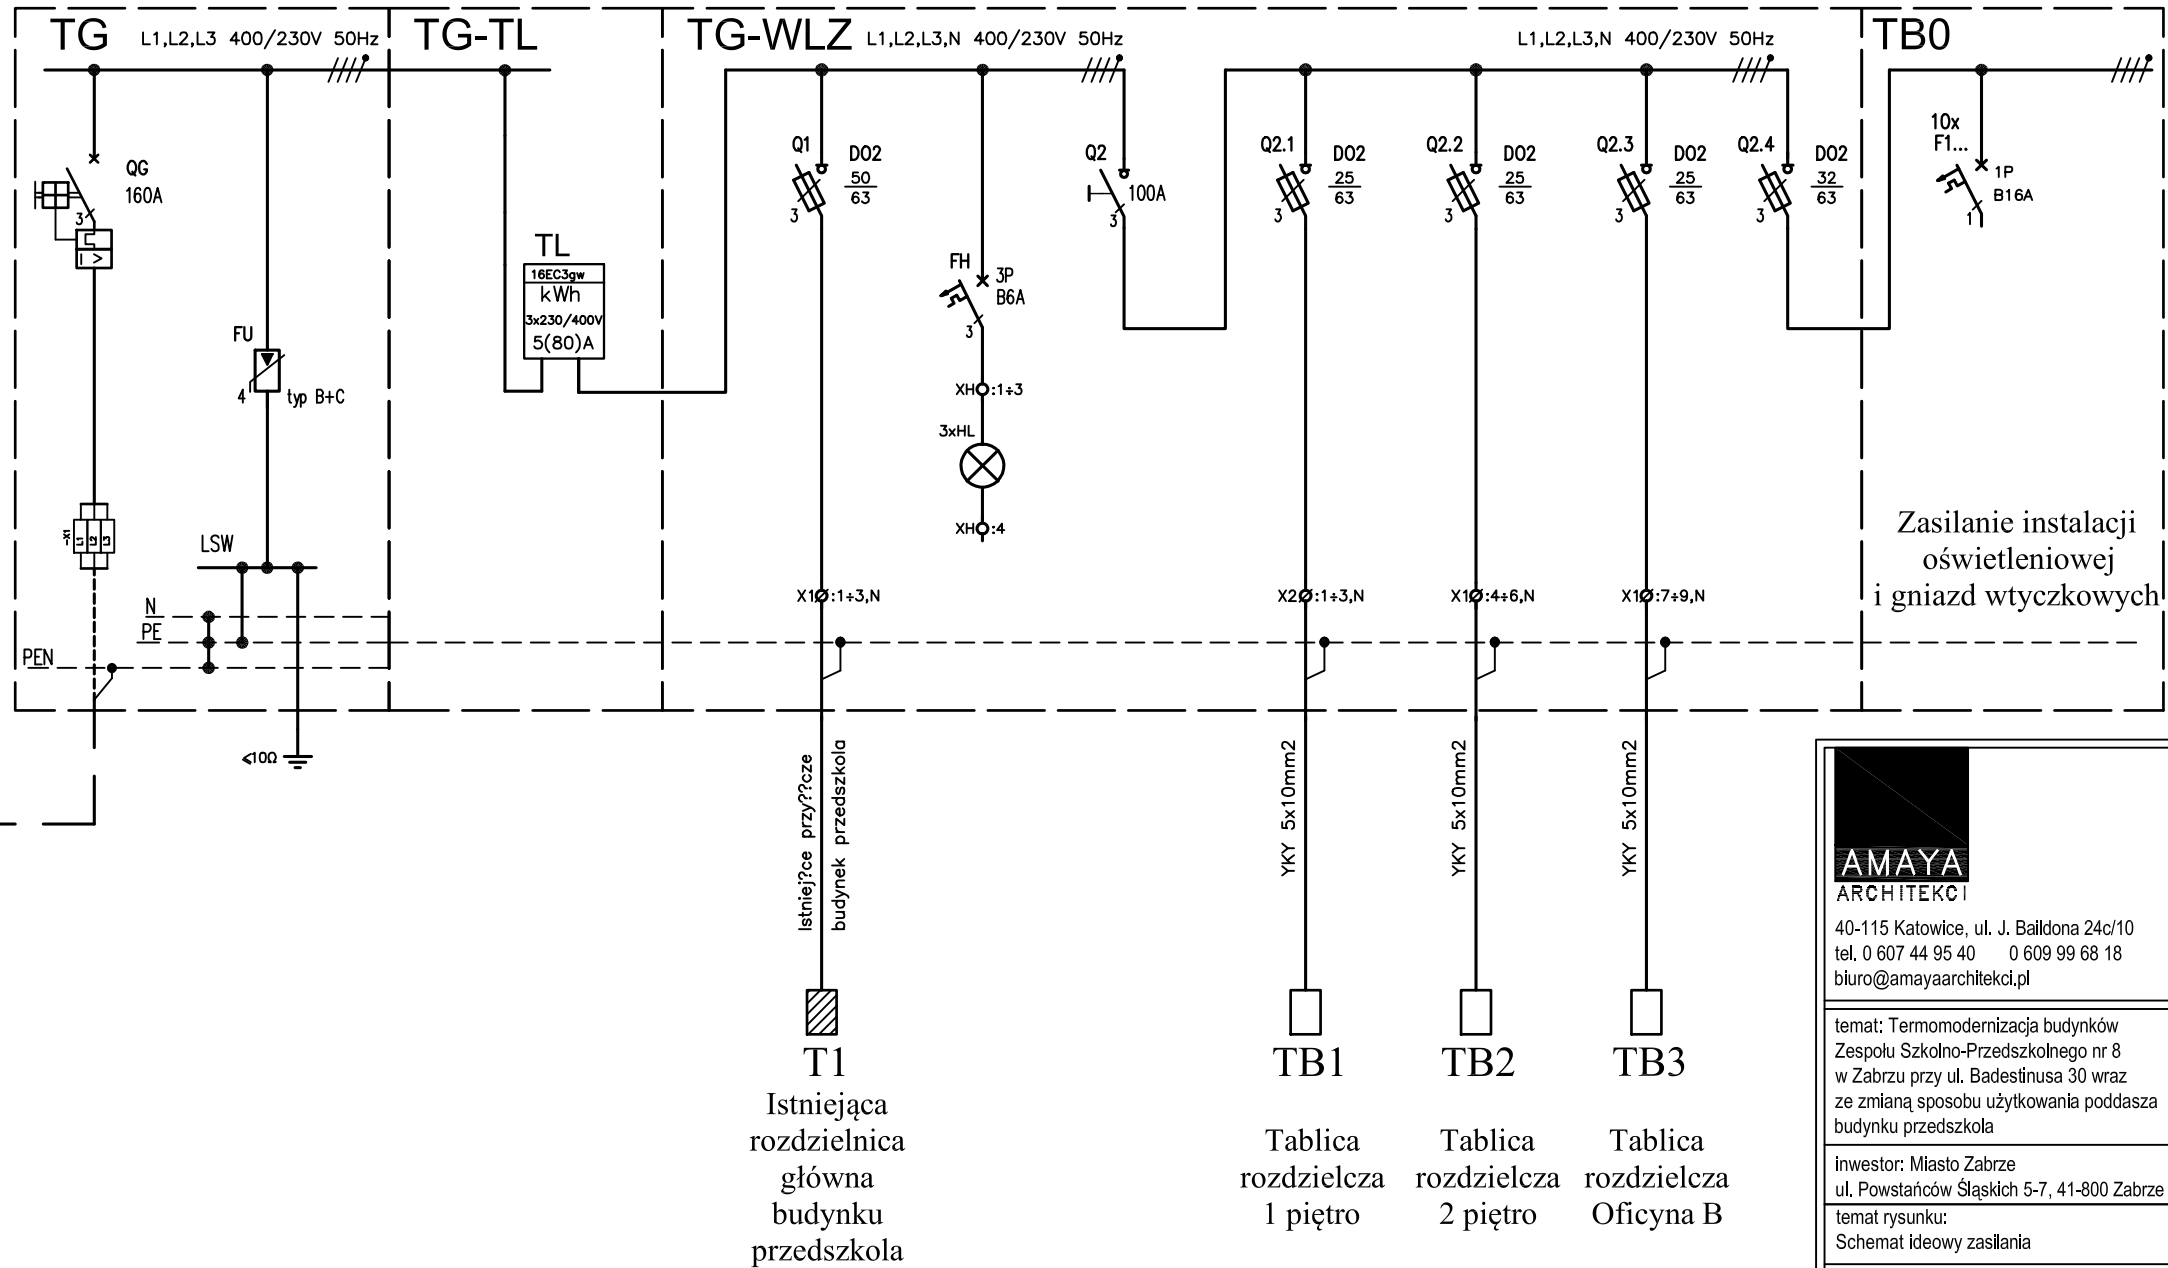 TG L1,L2,L3 400/230V 50Hz
TG-TL
TG-WLZ L1,L2,L3,N 400/230V 50Hz
L1,L2,L3,N 400/230V 50Hz
TB0
QG
160A
3
I >
-X1
L1 L2 L3
FU
4
typ B+C
LSW
N
PE
PEN
≤10Ω
TL
16EC3gw
kWh
3x230/400V
5(80)A
Q1
D02
50
63
3
FH
3P
B6A
3
XH :1÷3
3xHL
XH :4
Q2
100A
3
Q2.1
D02
25
63
3
Q2.2
D02
25
63
3
Q2.3
D02
25
63
3
Q2.4
D02
32
63
3
10x
F1...
1P
B16A
1
Zasilanie instalacji
oświetleniowej
i gniazd wtyczkowych
X1 :1÷3,N
X2 :1÷3,N
X1 :4÷6,N
X1 :7÷9,N
Istniej?ce przy??cze
budynek przedszkola
YKY 5x10mm2
YKY 5x10mm2
YKY 5x10mm2
T1
Istniejąca
rozdzielnica
główna
budynku
przedszkola
TB1
Tablica
rozdzielcza
1 piętro
TB2
Tablica
rozdzielcza
2 piętro
TB3
Tablica
rozdzielcza
Oficyna B
AMAYA
ARCHITEKCI
40-115 Katowice, ul. J. Baildona 24c/10
tel. 0 607 44 95 40 0 609 99 68 18
biuro@amayaarchitekci.pl
temat: Termomodernizacja budynków
Zespołu Szkolno-Przedszkolnego nr 8
w Zabrzu przy ul. Badestinusa 30 wraz
ze zmianą sposobu użytkowania poddasza
budynku przedszkola
inwestor: Miasto Zabrze
ul. Powstańców Śląskich 5-7, 41-800 Zabrze
temat rysunku:
Schemat ideowy zasilania